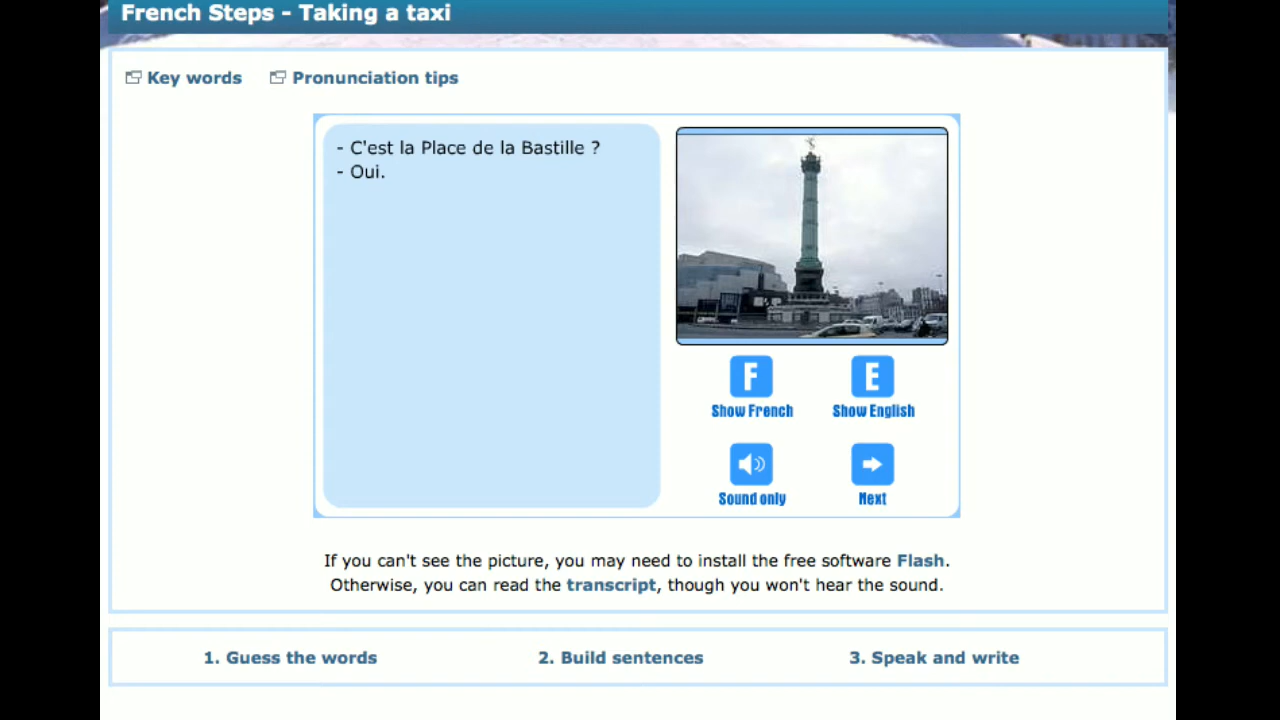 French Steps - Taking a taxi
Key words
Pronunciation tips
- C'est la Place de la Bastille ?
- Oui.
F
Show French
E
Show English
Sound only
Next
If you can't see the picture, you may need to install the free software Flash.
Otherwise, you can read the transcript, though you won't hear the sound.
1. Guess the words
2. Build sentences
3. Speak and write